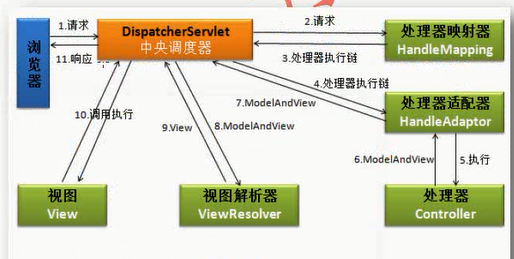 1.请求
DispatcherServlet
中央调度器
2.请求
处理器映射器
HandleMapping
浏览器
11.响应
3.处理器执行链
4.处理器执行链
7.ModelAndView
处理器适配器
HandleAdaptor
10.调用执行
9.View
8.ModelAndView
6.ModelAndView
5.执行
视图
View
视图解析器
ViewResolver
处理器
Controller